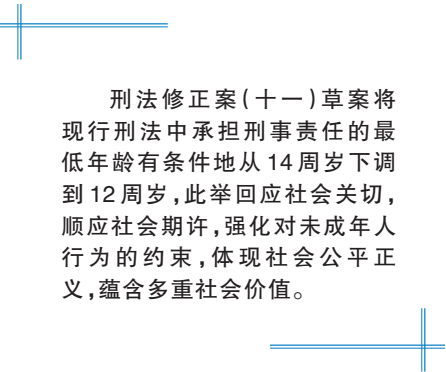 刑法修正案(十一)草案将
现行刑法中承担刑事责任的最
低年龄有条件地从14周岁下调
到12周岁,此举回应社会关切,
顺应社会期许,强化对未成年人
行为的约束,体现社会公平正
义,蕴含多重社会价值。